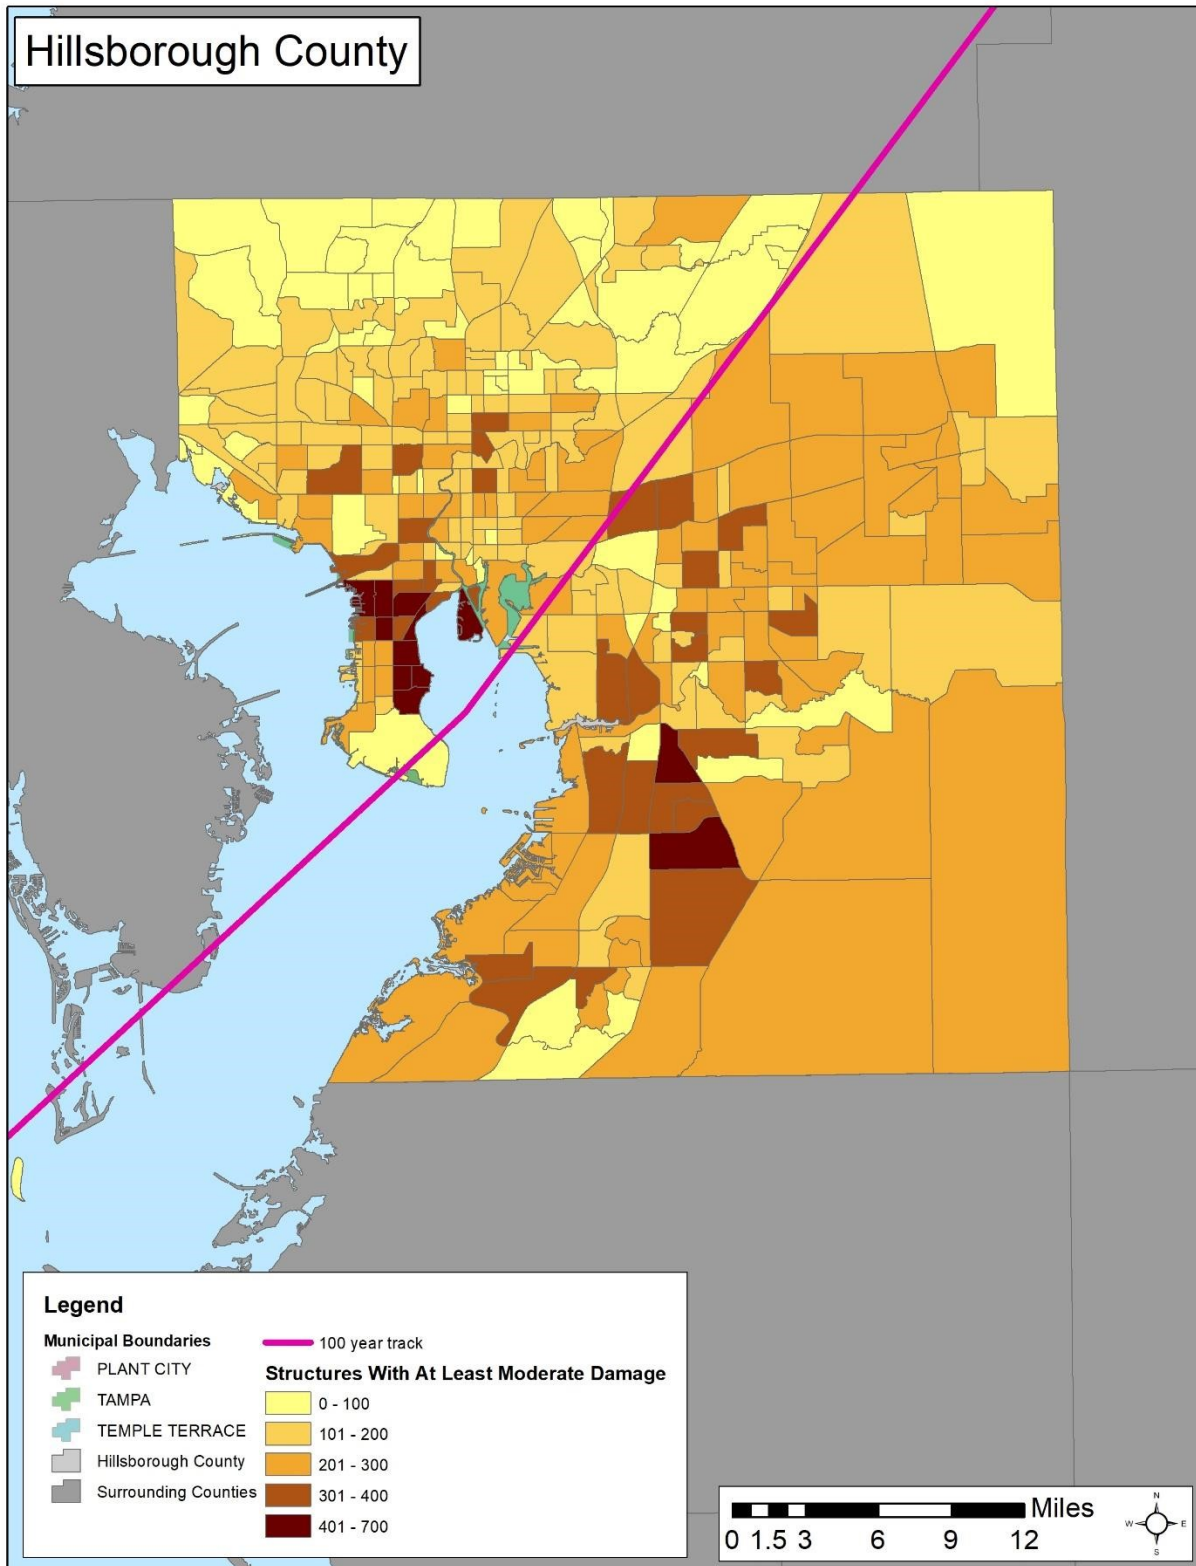 Hillsborough County
Legend
Municipal Boundaries
PLANT CITY
TAMPA
TEMPLE TERRACE
Hillsborough County
Surrounding Counties
100 year track
Structures With At Least Moderate Damage
0 - 100
101 - 200
201 - 300
301 - 400
401 - 700
Miles
0 1.5 3 6 9 12
N
W E
S